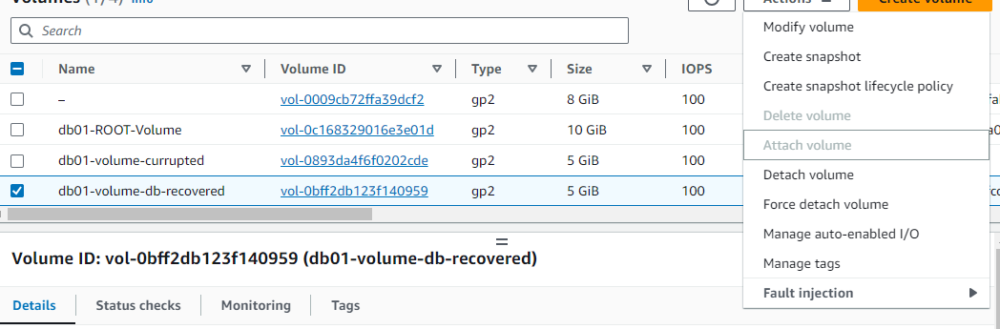 Volumes (1/4) Info
Actions
Create volume
Search
Name Volume ID Type Size IOPS
– vol-0009cb72ffa39dcf2 gp2 8 GiB 100
db01-ROOT-Volume vol-0c168329016e3e01d gp2 10 GiB 100
db01-volume-currupted vol-0893da4f6f0202cde gp2 5 GiB 100
db01-volume-db-recovered vol-0bff2db123f140959 gp2 5 GiB 100
Modify volume
Create snapshot
Create snapshot lifecycle policy
Delete volume
Attach volume
Detach volume
Force detach volume
Manage auto-enabled I/O
Manage tags
Fault injection
Volume ID: vol-0bff2db123f140959 (db01-volume-db-recovered)
Details Status checks Monitoring Tags